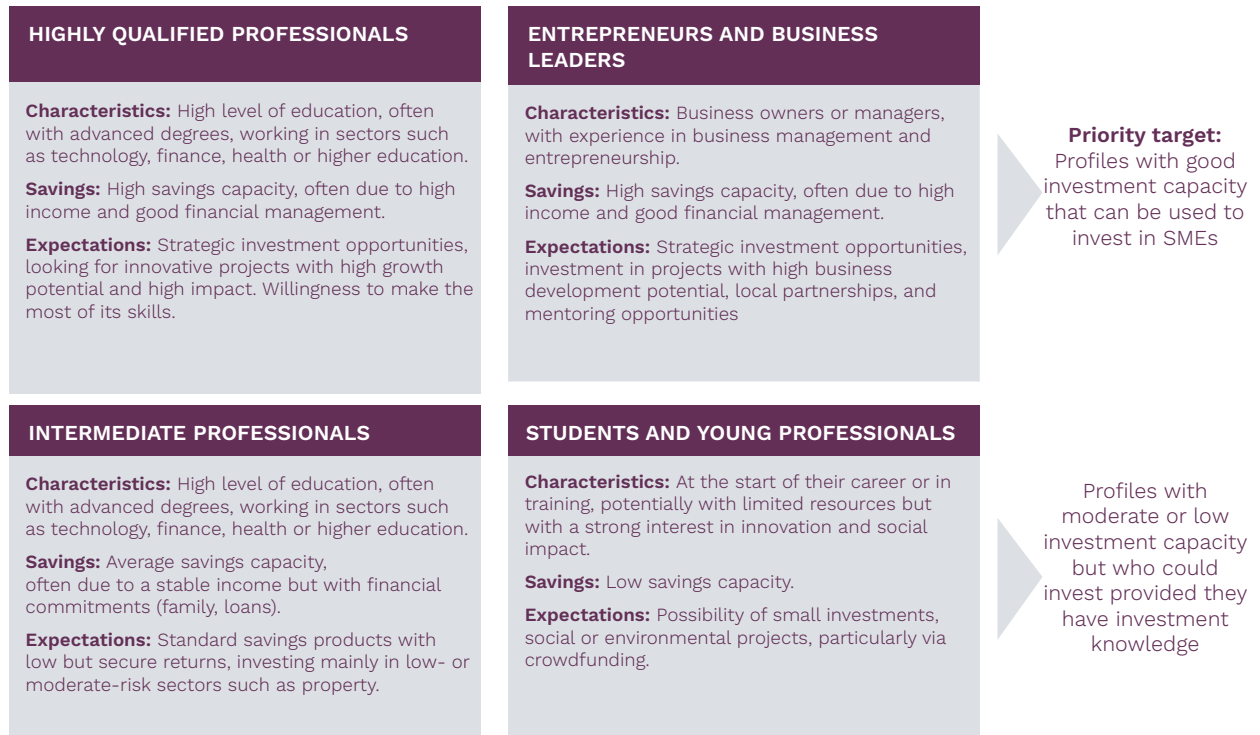 HIGHLY QUALIFIED PROFESSIONALS
Characteristics: High level of education, often
with advanced degrees, working in sectors such
as technology, finance, health or higher education.
Savings: High savings capacity, often due to high
income and good financial management.
Expectations: Strategic investment opportunities,
looking for innovative projects with high growth
potential and high impact. Willingness to make the
most of its skills.
ENTREPRENEURS AND BUSINESS
LEADERS
Characteristics: Business owners or managers,
with experience in business management and
entrepreneurship.
Savings: High savings capacity, often due to high
income and good financial management.
Expectations: Strategic investment opportunities,
investment in projects with high business
development potential, local partnerships, and
mentoring opportunities
Priority target:
Profiles with good
investment capacity
that can be used to
invest in SMEs
INTERMEDIATE PROFESSIONALS
Characteristics: High level of education, often
with advanced degrees, working in sectors such
as technology, finance, health or higher education.
Savings: Average savings capacity,
often due to a stable income but with financial
commitments (family, loans).
Expectations: Standard savings products with
low but secure returns, investing mainly in low- or
moderate-risk sectors such as property.
STUDENTS AND YOUNG PROFESSIONALS
Characteristics: At the start of their career or in
training, potentially with limited resources but
with a strong interest in innovation and social
impact.
Savings: Low savings capacity.
Expectations: Possibility of small investments,
social or environmental projects, particularly via
crowdfunding.
Profiles with
moderate or low
investment capacity
but who could
invest provided they
have investment
knowledge